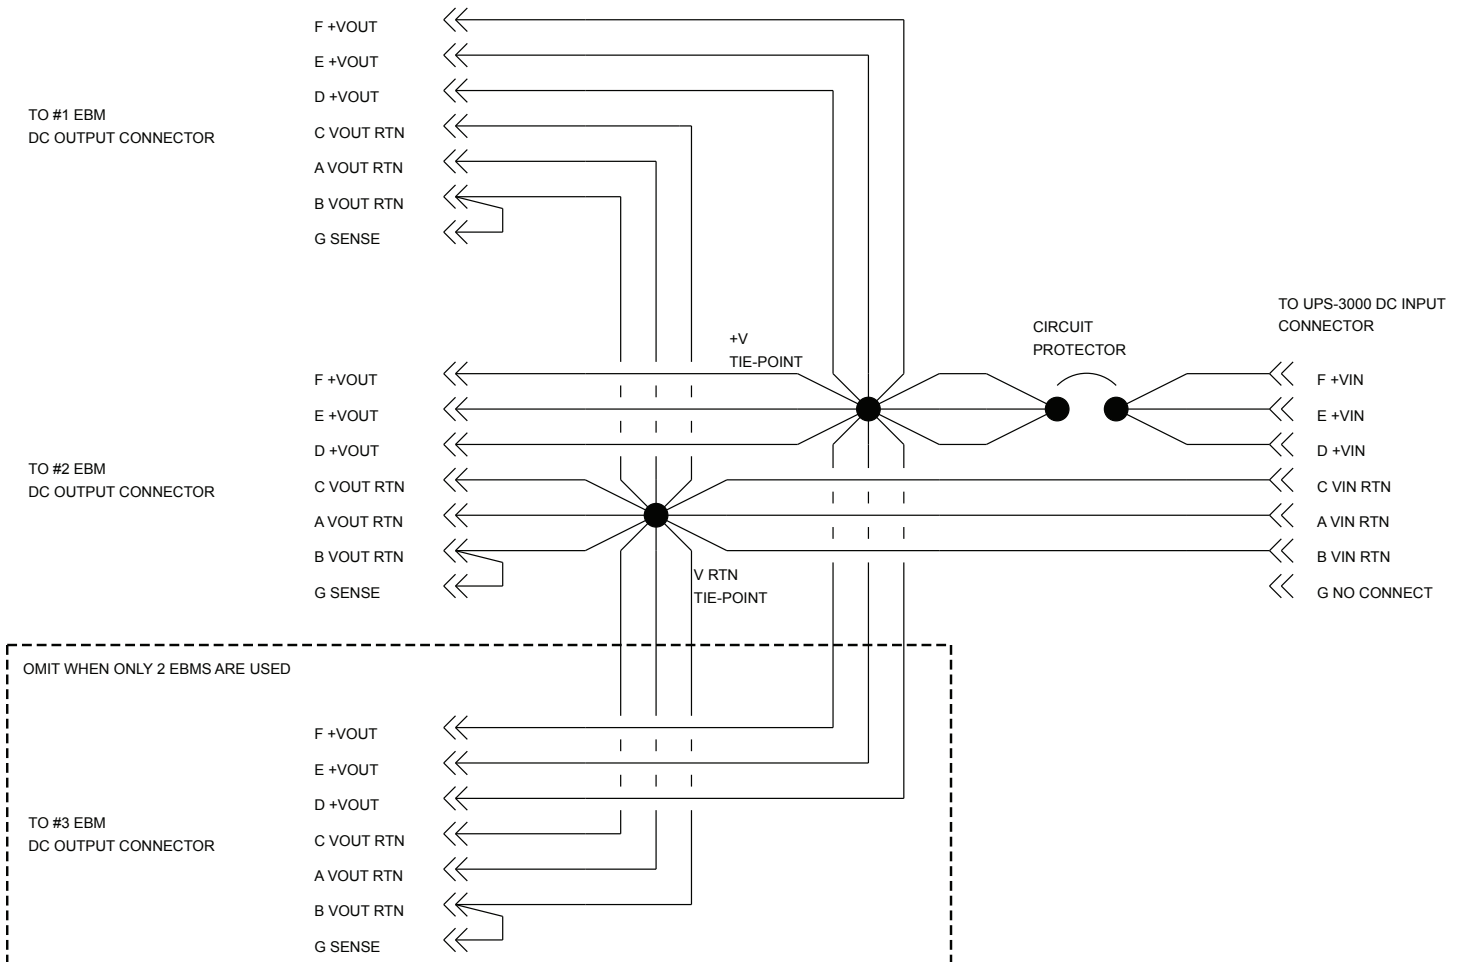 F +VOUT
E +VOUT
D +VOUT
TO #1 EBM
DC OUTPUT CONNECTOR
C VOUT RTN
A VOUT RTN
B VOUT RTN
G SENSE
+V
TIE-POINT
CIRCUIT
PROTECTOR
TO UPS-3000 DC INPUT
CONNECTOR
F +VOUT
E +VOUT
D +VOUT
TO #2 EBM
DC OUTPUT CONNECTOR
C VOUT RTN
A VOUT RTN
B VOUT RTN
G SENSE
F +VIN
E +VIN
D +VIN
C VIN RTN
A VIN RTN
B VIN RTN
G NO CONNECT
V RTN
TIE-POINT
OMIT WHEN ONLY 2 EBMS ARE USED
F +VOUT
E +VOUT
D +VOUT
TO #3 EBM
DC OUTPUT CONNECTOR
C VOUT RTN
A VOUT RTN
B VOUT RTN
G SENSE